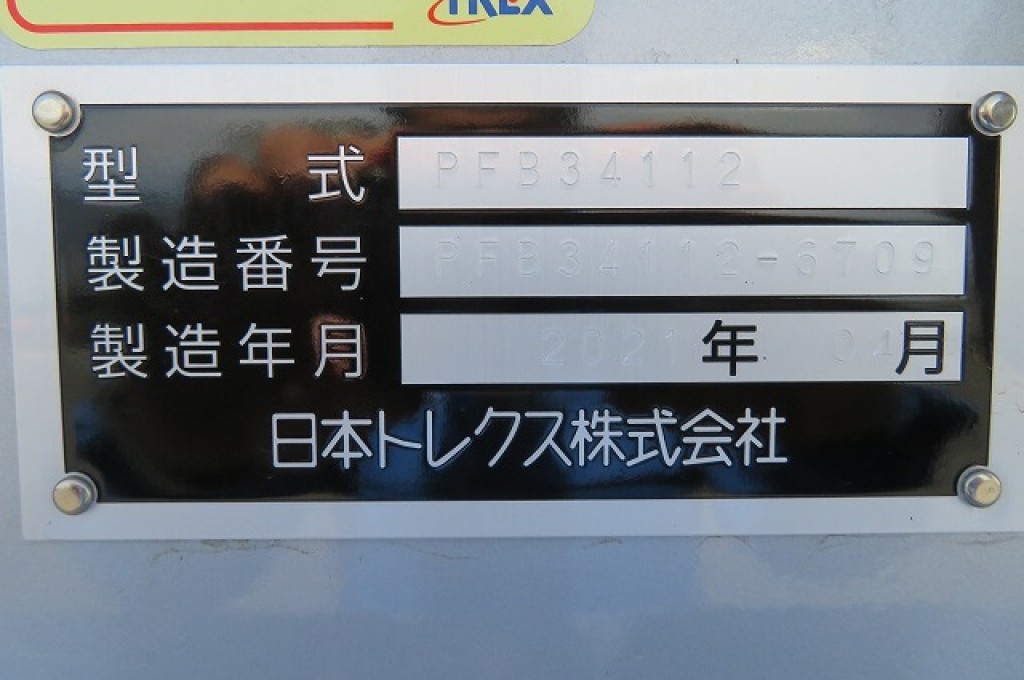 TREX
型式 PFB34112
製造番号 PFB34112-6709
製造年月 2021年 01月
日本トレクス株式会社